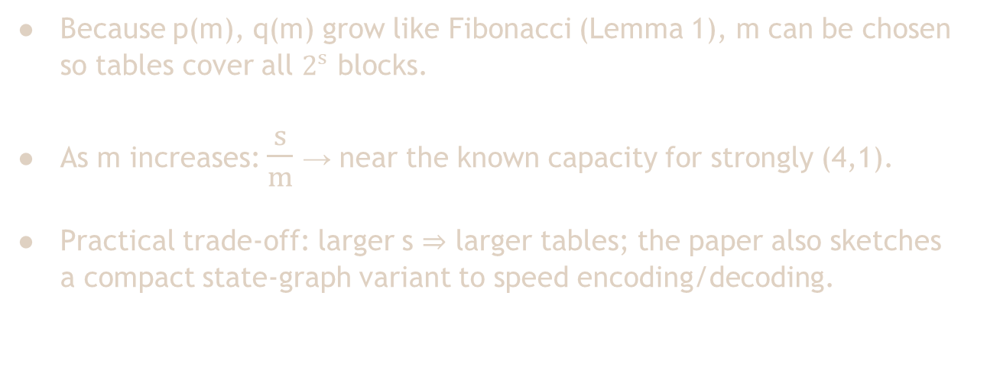 ● Because p(m), q(m) grow like Fibonacci (Lemma 1), m can be chosen
so tables cover all 2ˢ blocks.
● As m increases: s/m → near the known capacity for strongly (4,1).
● Practical trade-off: larger s ⇒ larger tables; the paper also sketches
a compact state-graph variant to speed encoding/decoding.